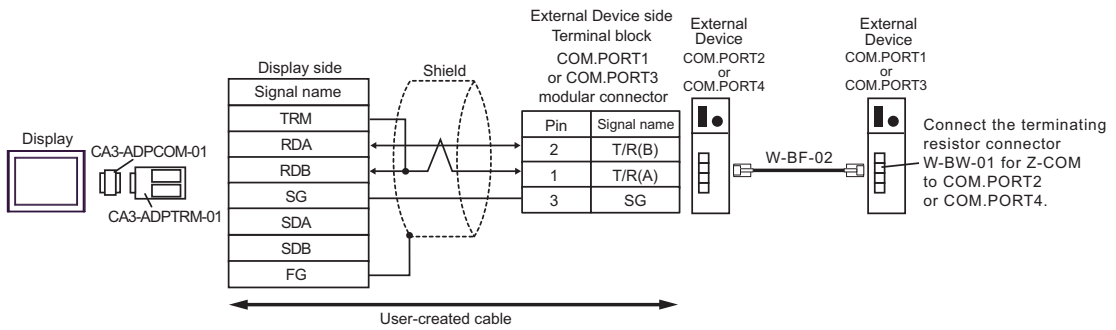 Display
CA3-ADPCOM-01
CA3-ADPTRM-01
Display side
Signal name
TRM
RDA
RDB
SG
SDA
SDB
FG
Shield
External Device side
Terminal block
COM.PORT1
or COM.PORT3
modular connector
Pin Signal name
2 T/R(B)
1 T/R(A)
3 SG
User-created cable
External
Device
COM.PORT2
or
COM.PORT4
W-BF-02
External
Device
COM.PORT1
or
COM.PORT3
Connect the terminating
resistor connector
W-BW-01 for Z-COM
to COM.PORT2
or COM.PORT4.